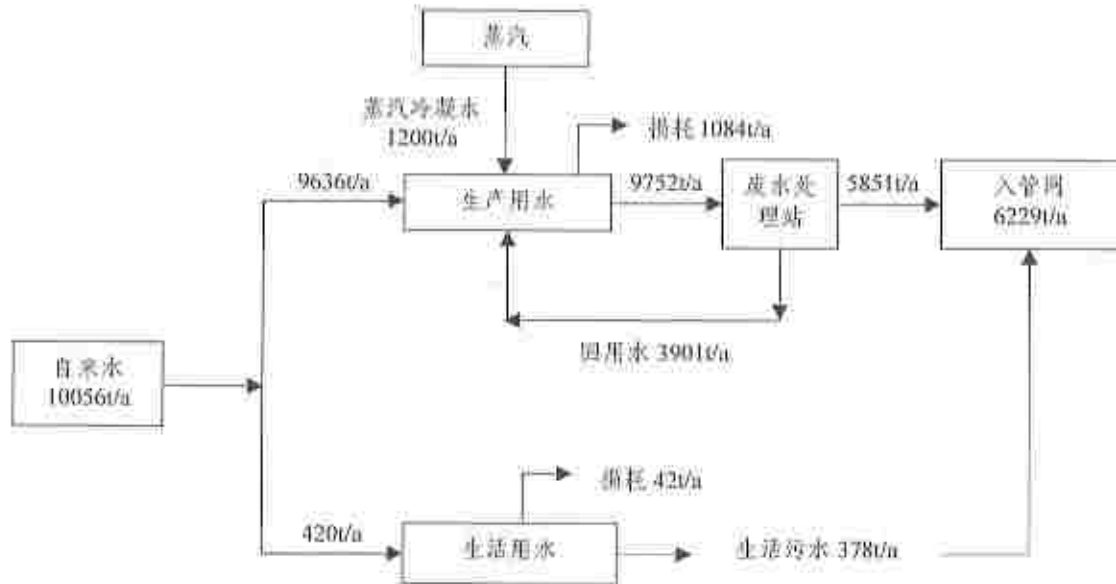 蒸汽
蒸汽冷凝水
1200t/a
损耗 1084t/a
9636t/a
生产用水
9752t/a
废水处
理站
5851t/a
入管网
6229t/a
回用水 3901t/a
自来水
10056t/a
损耗 42t/a
420t/a
生活用水
生活污水 378t/a